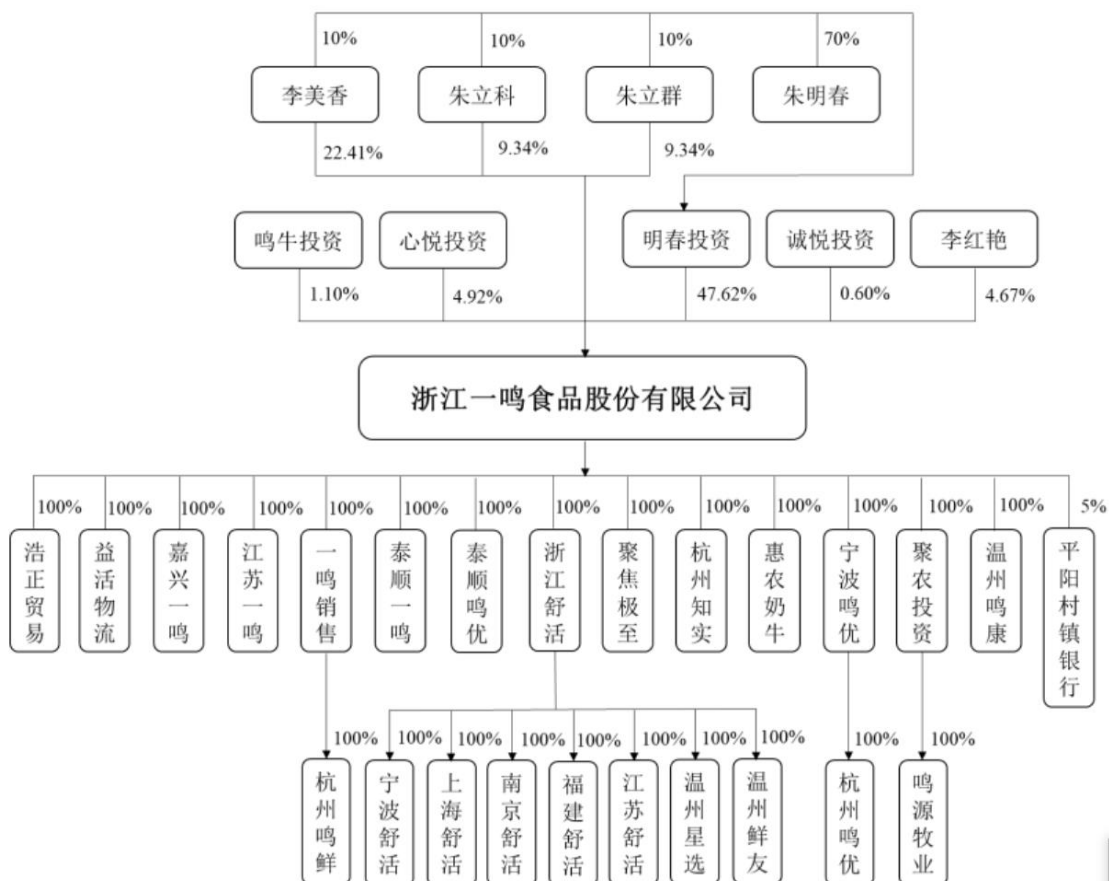 10%
10%
10%
70%
李美香
朱立科
朱立群
朱明春
22.41%
9.34%
9.34%
鸣牛投资
心悦投资
明春投资
诚悦投资
李红艳
1.10%
4.92%
47.62%
0.60%
4.67%
浙江一鸣食品股份有限公司
100%
100%
100%
100%
100%
100%
100%
100%
100%
100%
100%
100%
100%
100%
5%
浩正贸易
益活物流
嘉兴一鸣
江苏一鸣
一鸣销售
泰顺一鸣
泰顺鸣优
浙江舒活
聚焦极至
杭州知实
惠农奶牛
宁波鸣优
聚农投资
温州鸣康
平阳村镇银行
100%
100%
100%
100%
100%
100%
100%
100%
100%
100%
杭州鸣鲜
宁波舒活
上海舒活
南京舒活
福建舒活
江苏舒活
温州星选
温州鲜友
杭州鸣优
鸣源牧业